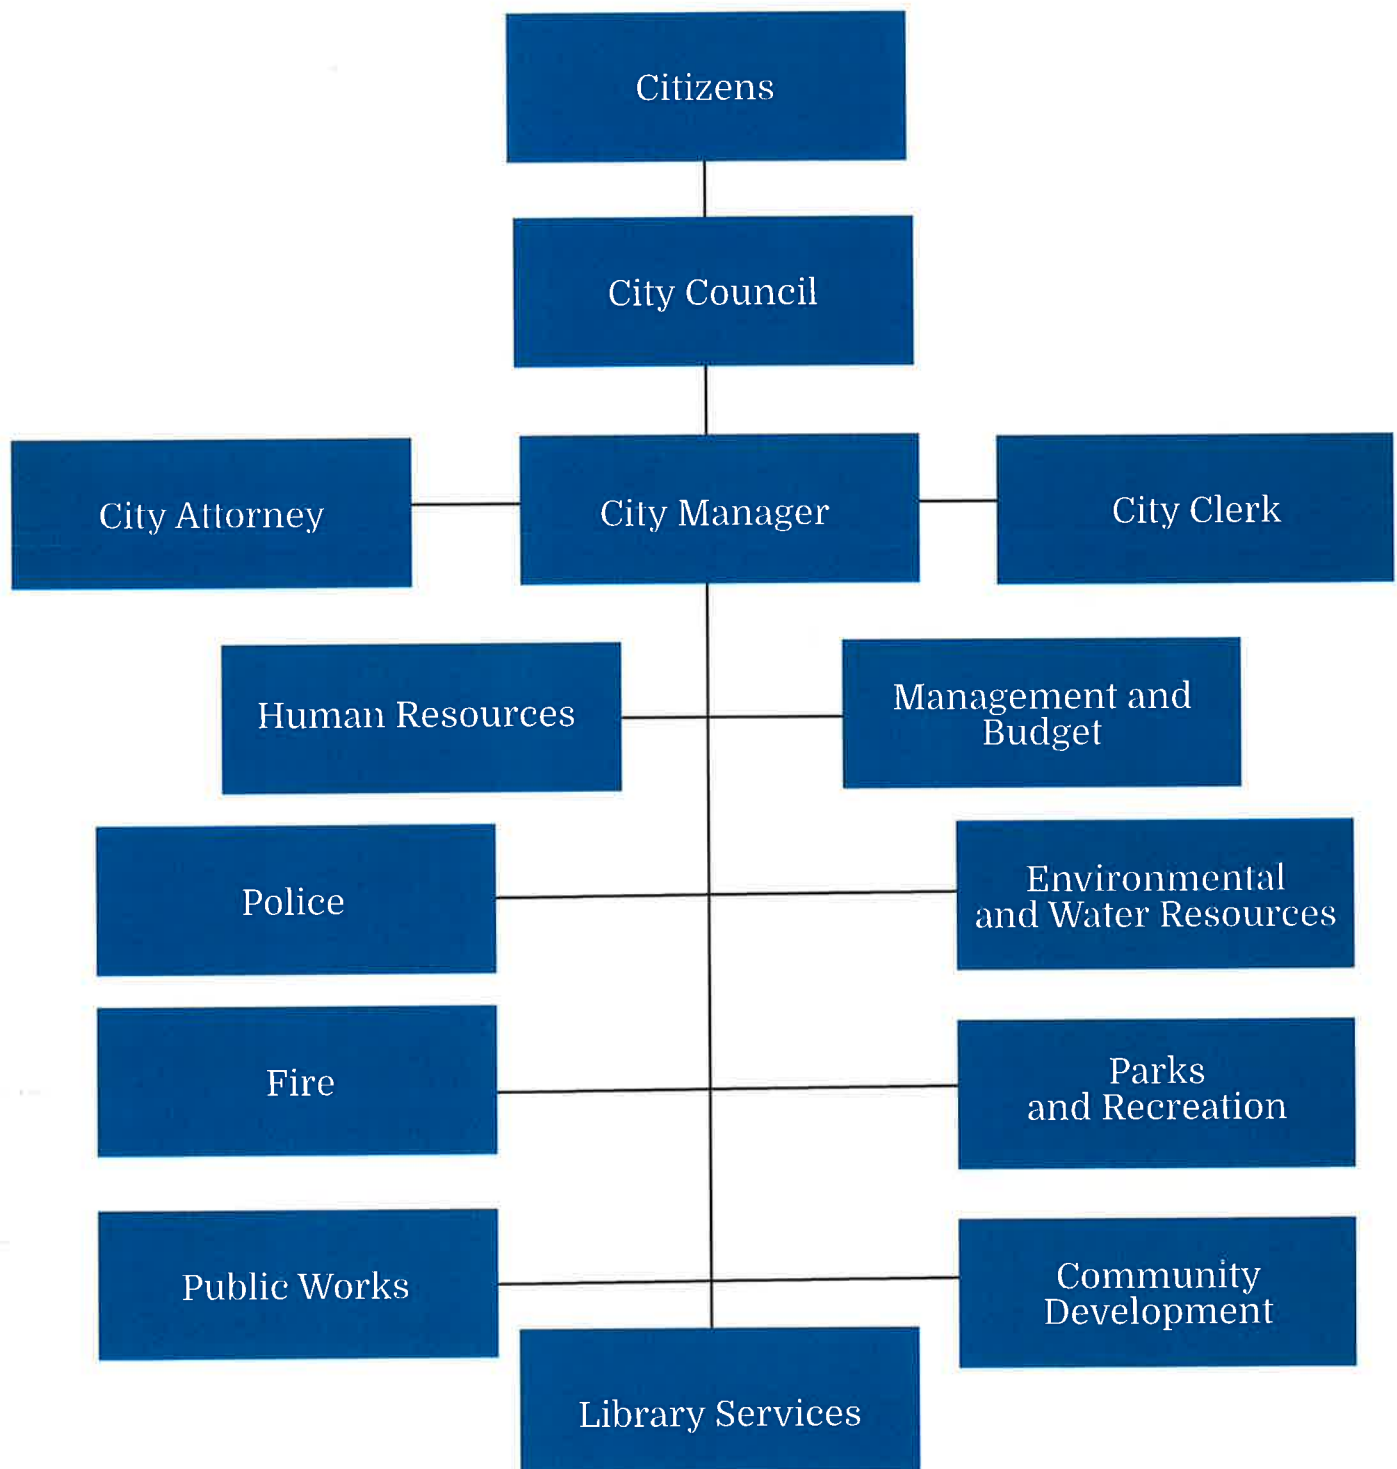 Citizens
City Council
City Attorney
City Manager
City Clerk
Human Resources
Management and
Budget
Police
Environmental
and Water Resources
Fire
Parks
and Recreation
Public Works
Community
Development
Library Services